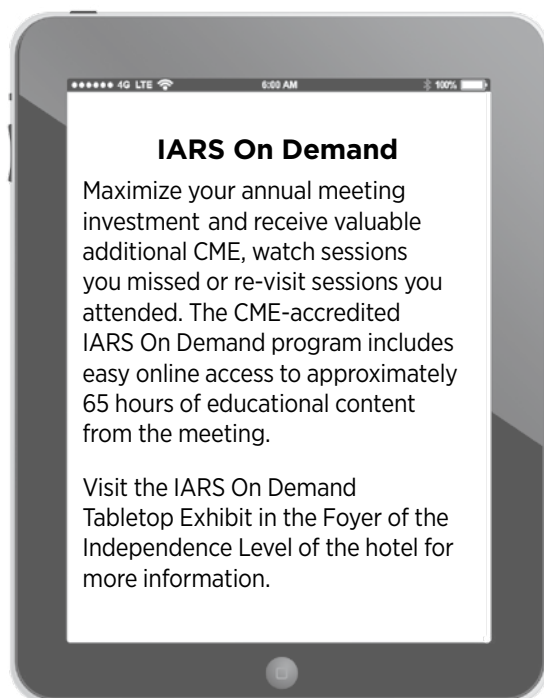 4G LTE 6:00 AM 100%
IARS On Demand
Maximize your annual meeting
investment and receive valuable
additional CME, watch sessions
you missed or re-visit sessions you
attended. The CME-accredited
IARS On Demand program includes
easy online access to approximately
65 hours of educational content
from the meeting.
Visit the IARS On Demand
Tabletop Exhibit in the Foyer of the
Independence Level of the hotel for
more information.